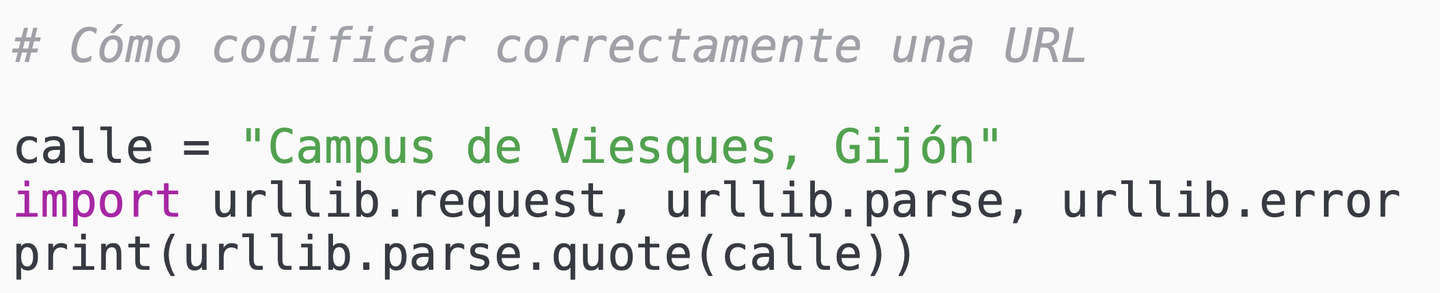 # Cómo codificar correctamente una URL
calle = "Campus de Viesques, Gijón"
import urllib.request, urllib.parse, urllib.error
print(urllib.parse.quote(calle))